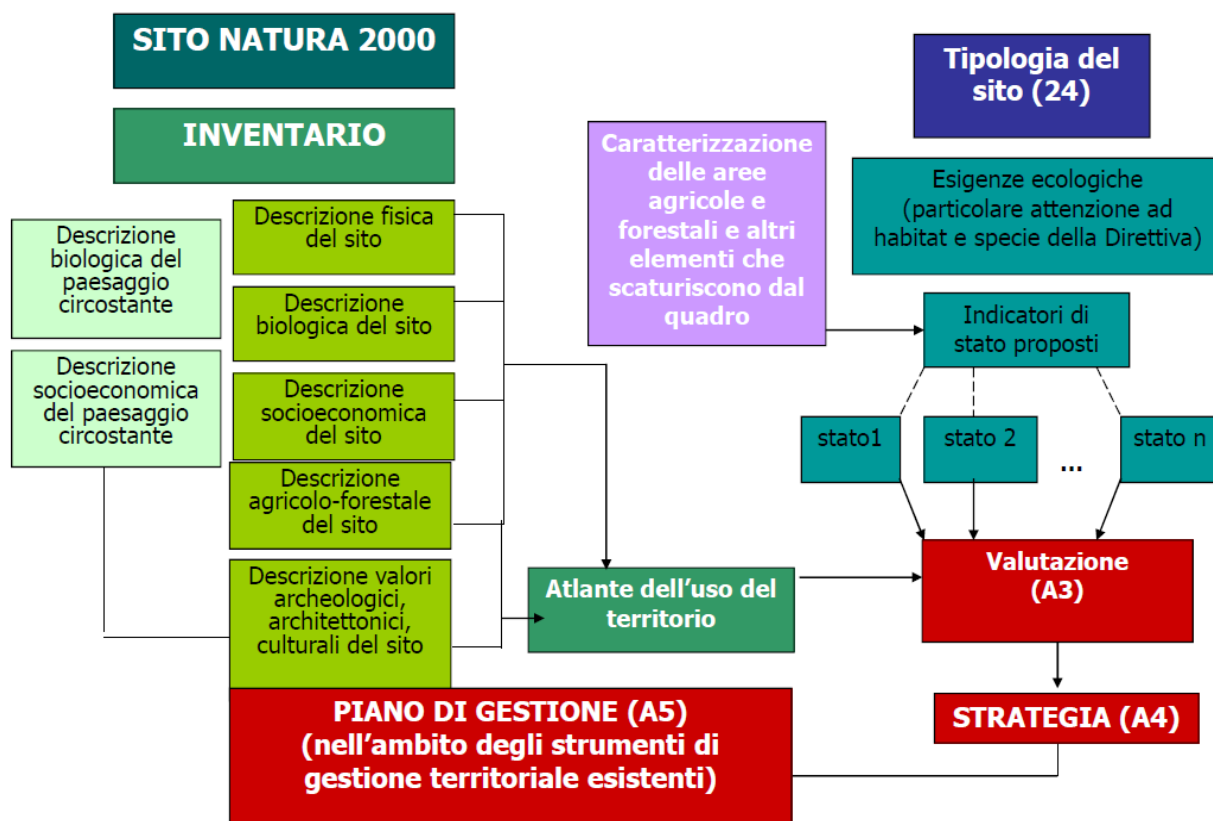 SITO NATURA 2000
INVENTARIO
Descrizione biologica del
paesaggio
circostante
Descrizione
socioeconomica
del paesaggio
circostante
Descrizione fisica
del sito
Descrizione
biologica del sito
Descrizione
socioeconomica
del sito
Descrizione
agricolo-forestale
del sito
Descrizione valori
archeologici,
architettonici,
culturali del sito
Atlante dell'uso del
territorio
Caratterizzazione
delle aree
agricole e
forestali e altri
elementi che
scaturiscono dal
quadro
Tipologia del
sito (24)
Esigenze ecologiche
(particolare attenzione ad
habitat e specie della Direttiva)
Indicatori di
stato proposti
stato1
stato 2
...
stato n
Valutazione
(A3)
STRATEGIA (A4)
PIANO DI GESTIONE (A5)
(nell'ambito degli strumenti di
gestione territoriale esistenti)